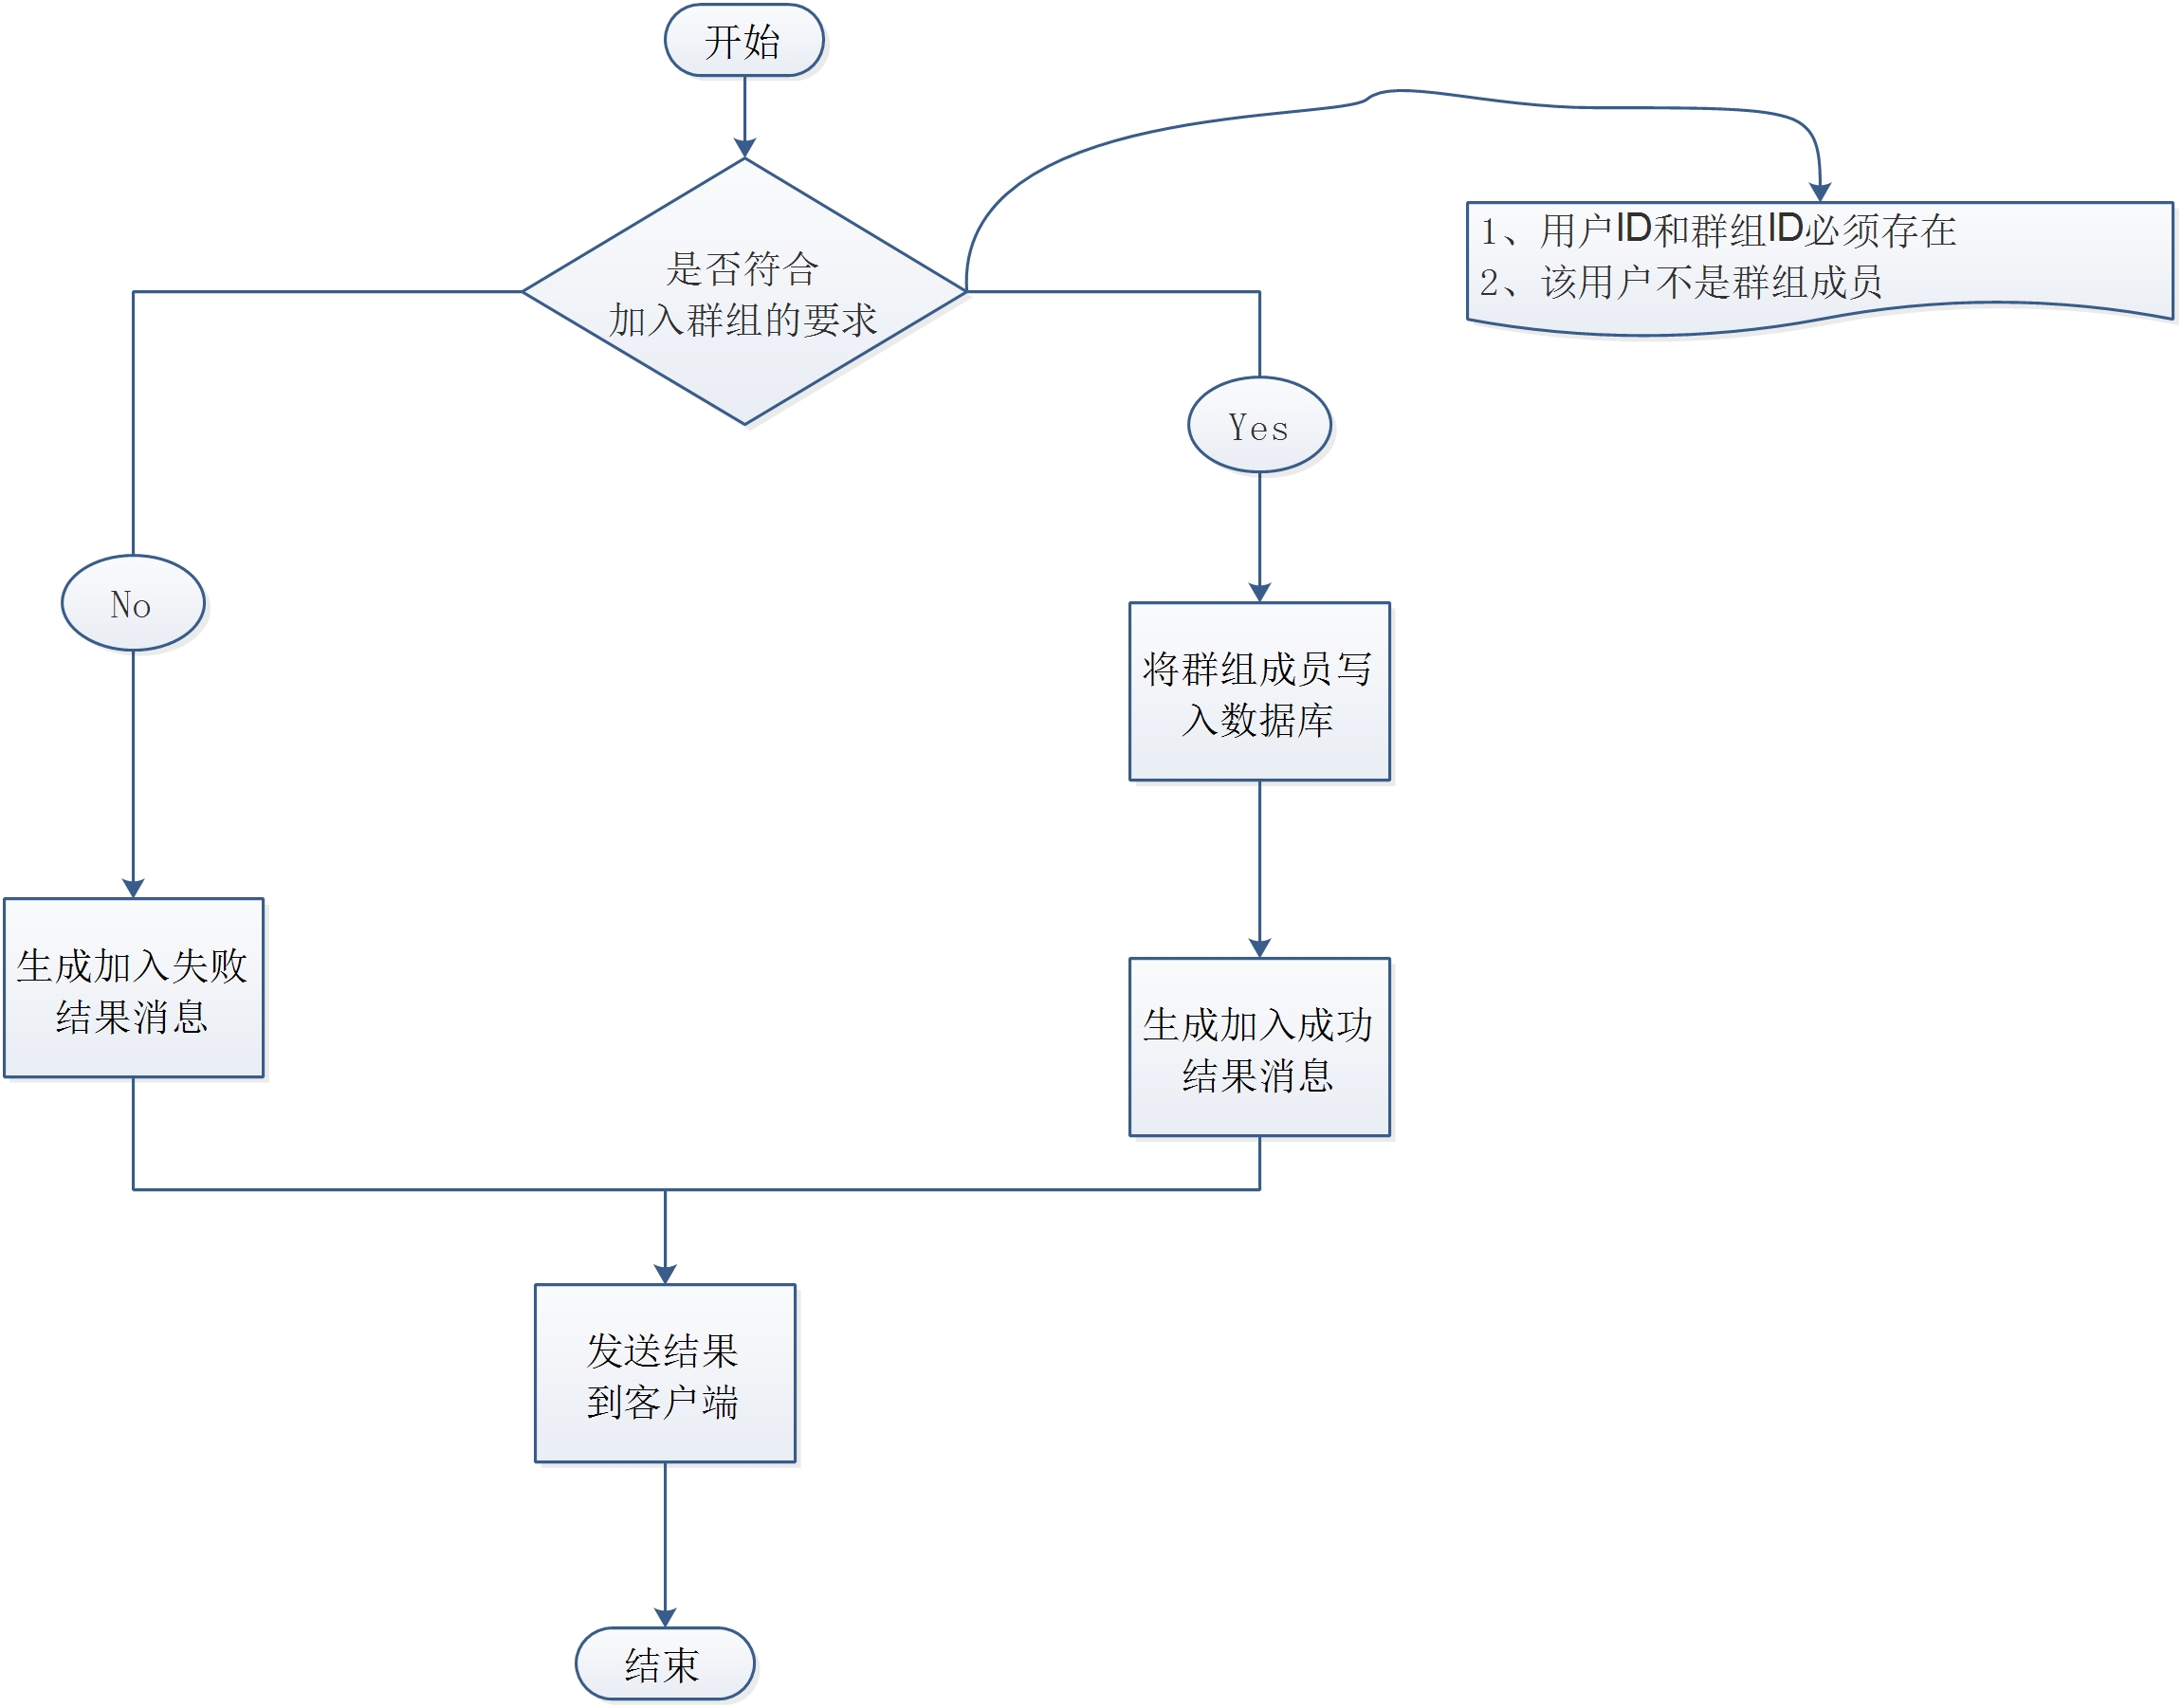 开始
1、用户ID和群组ID必须存在
2、该用户不是群组成员
是否符合
加入群组的要求
Yes
No
将群组成员写
入数据库
生成加入失败
结果消息
生成加入成功
结果消息
发送结果
到客户端
结束